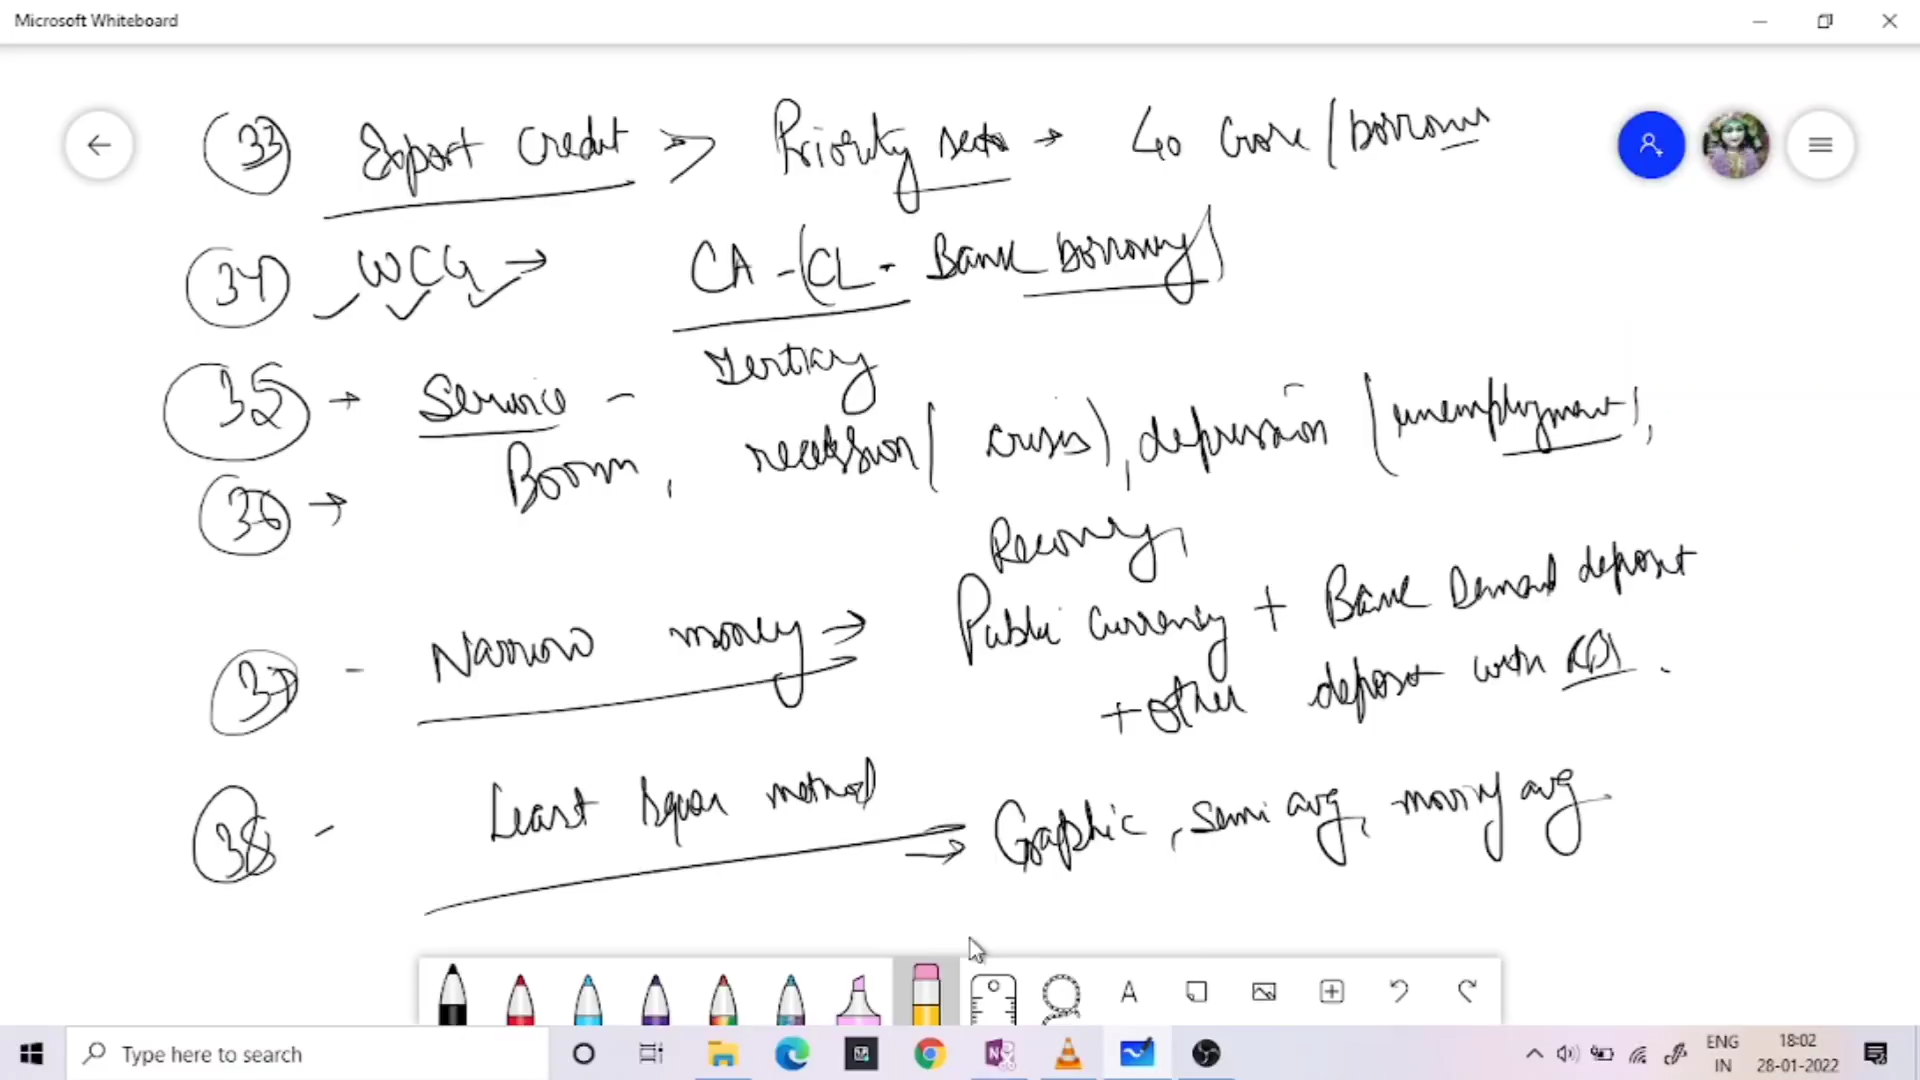 Microsoft Whiteboard
33 Export Credit Priority sector → 40 Crore / borrower
34 WCG → CA - (CL - Bank borrowing)
35 → Service - Tertiary
36 → Boom, recession (crisis), depression (unemployment),
Recovery,
37 - Narrow money → Public currency + Bank Demand deposit
+ other deposit with RBI.
38 - Least square method → Graphic, semi avg, moving avg
A
Type here to search
ENG
IN
18:02
28-01-2022